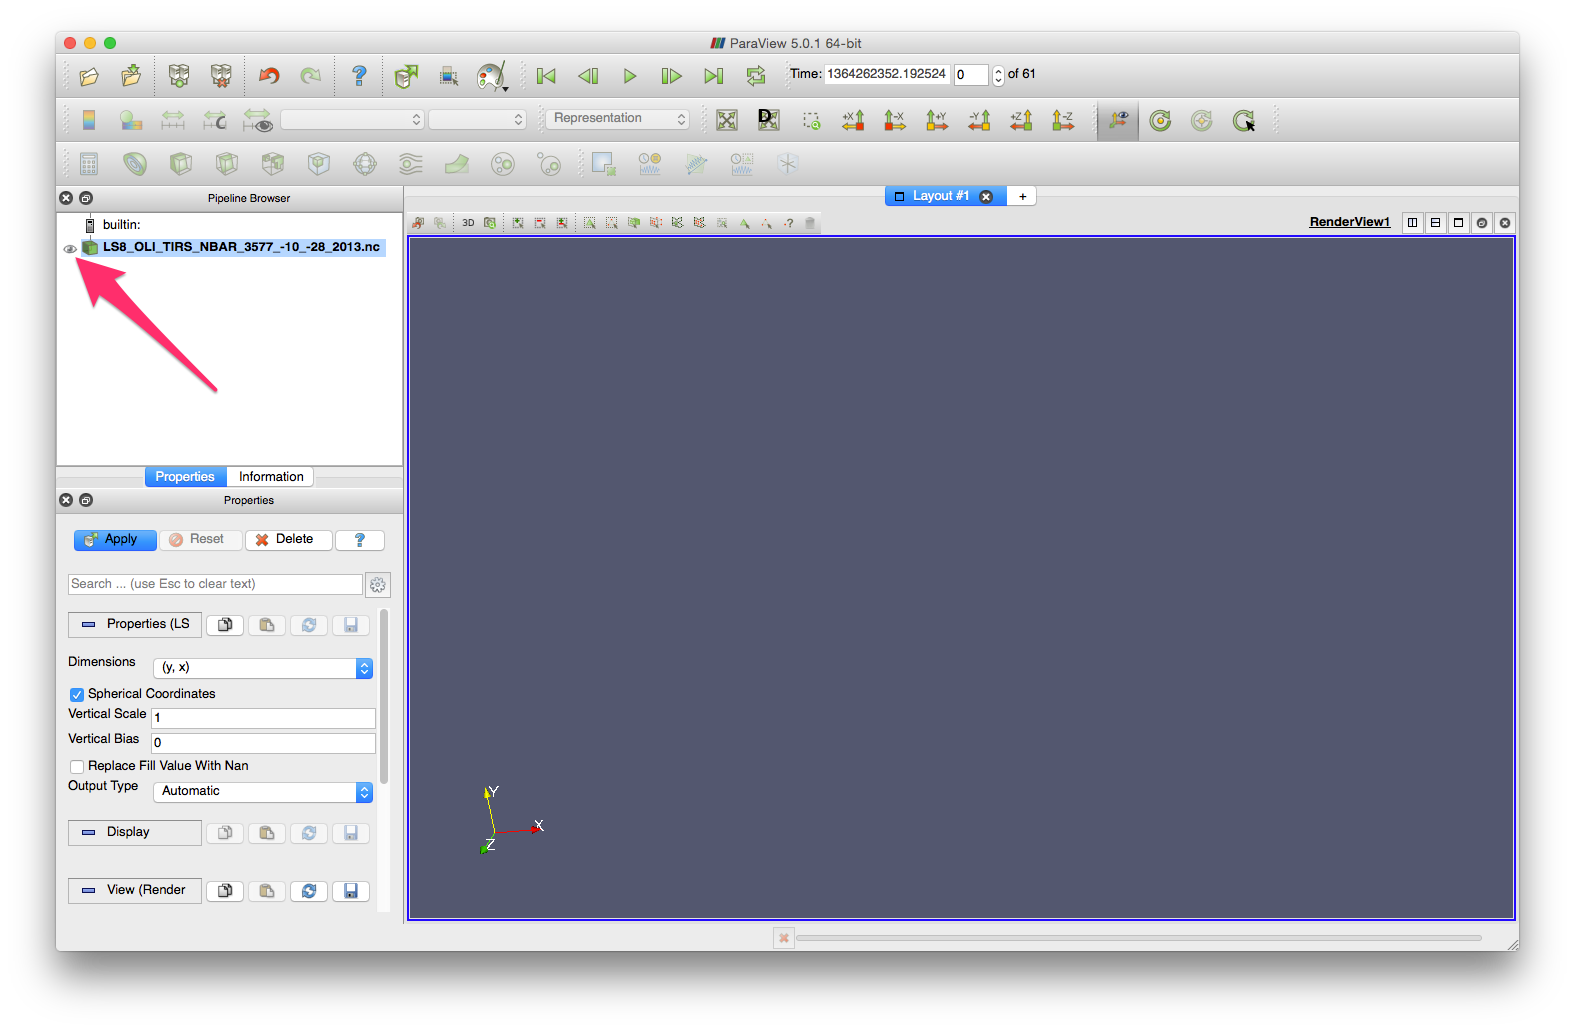 ParaView 5.0.1 64-bit
Time: 1364262352.192524 0 of 61
Representation
D +X -X +Y -Y +Z -Z
Pipeline Browser
Layout #1 +
builtin:
3D ? RenderView1
LS8_OLI_TIRS_NBAR_3577_-10_-28_2013.nc
Properties Information
Properties
Apply Reset Delete ?
Search ... (use Esc to clear text)
Properties (LS
Dimensions (y, x)
Spherical Coordinates
Vertical Scale 1
Vertical Bias 0
Replace Fill Value With Nan
Output Type Automatic
Display
View (Render
Y
X
Z